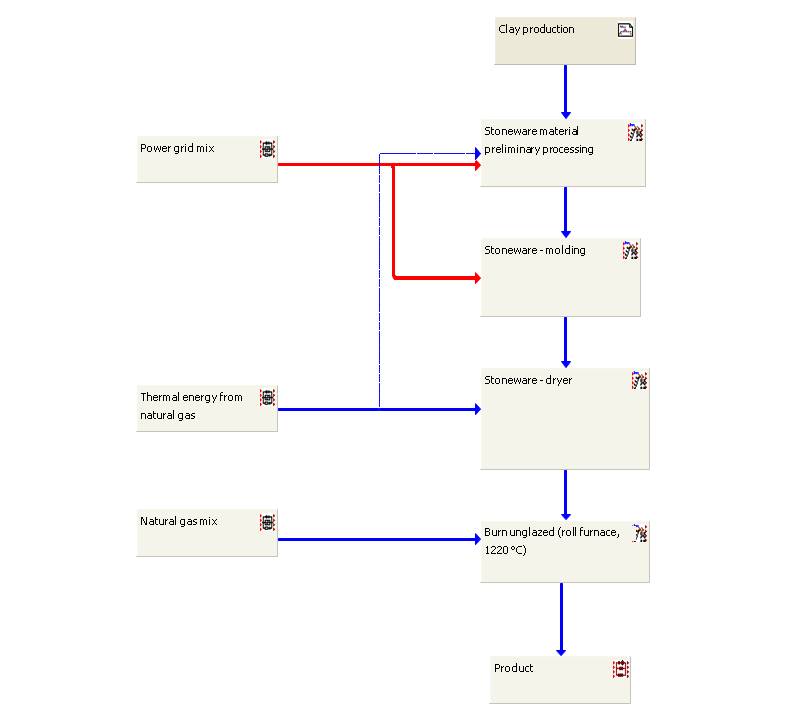 Clay production
Stoneware material
preliminary processing
Power grid mix
Stoneware - molding
Stoneware - dryer
Thermal energy from
natural gas
Natural gas mix
Burn unglazed (roll furnace,
1220 °C)
Product